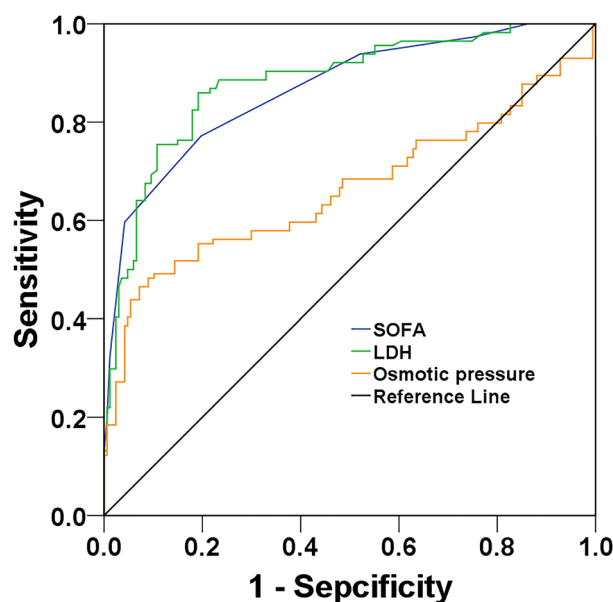 1.0
0.8
0.6
0.4
0.2
0.0
Sensitivity
SOFA
LDH
Osmotic pressure
Reference Line
0.0 0.2 0.4 0.6 0.8 1.0
1 - Sepcificity